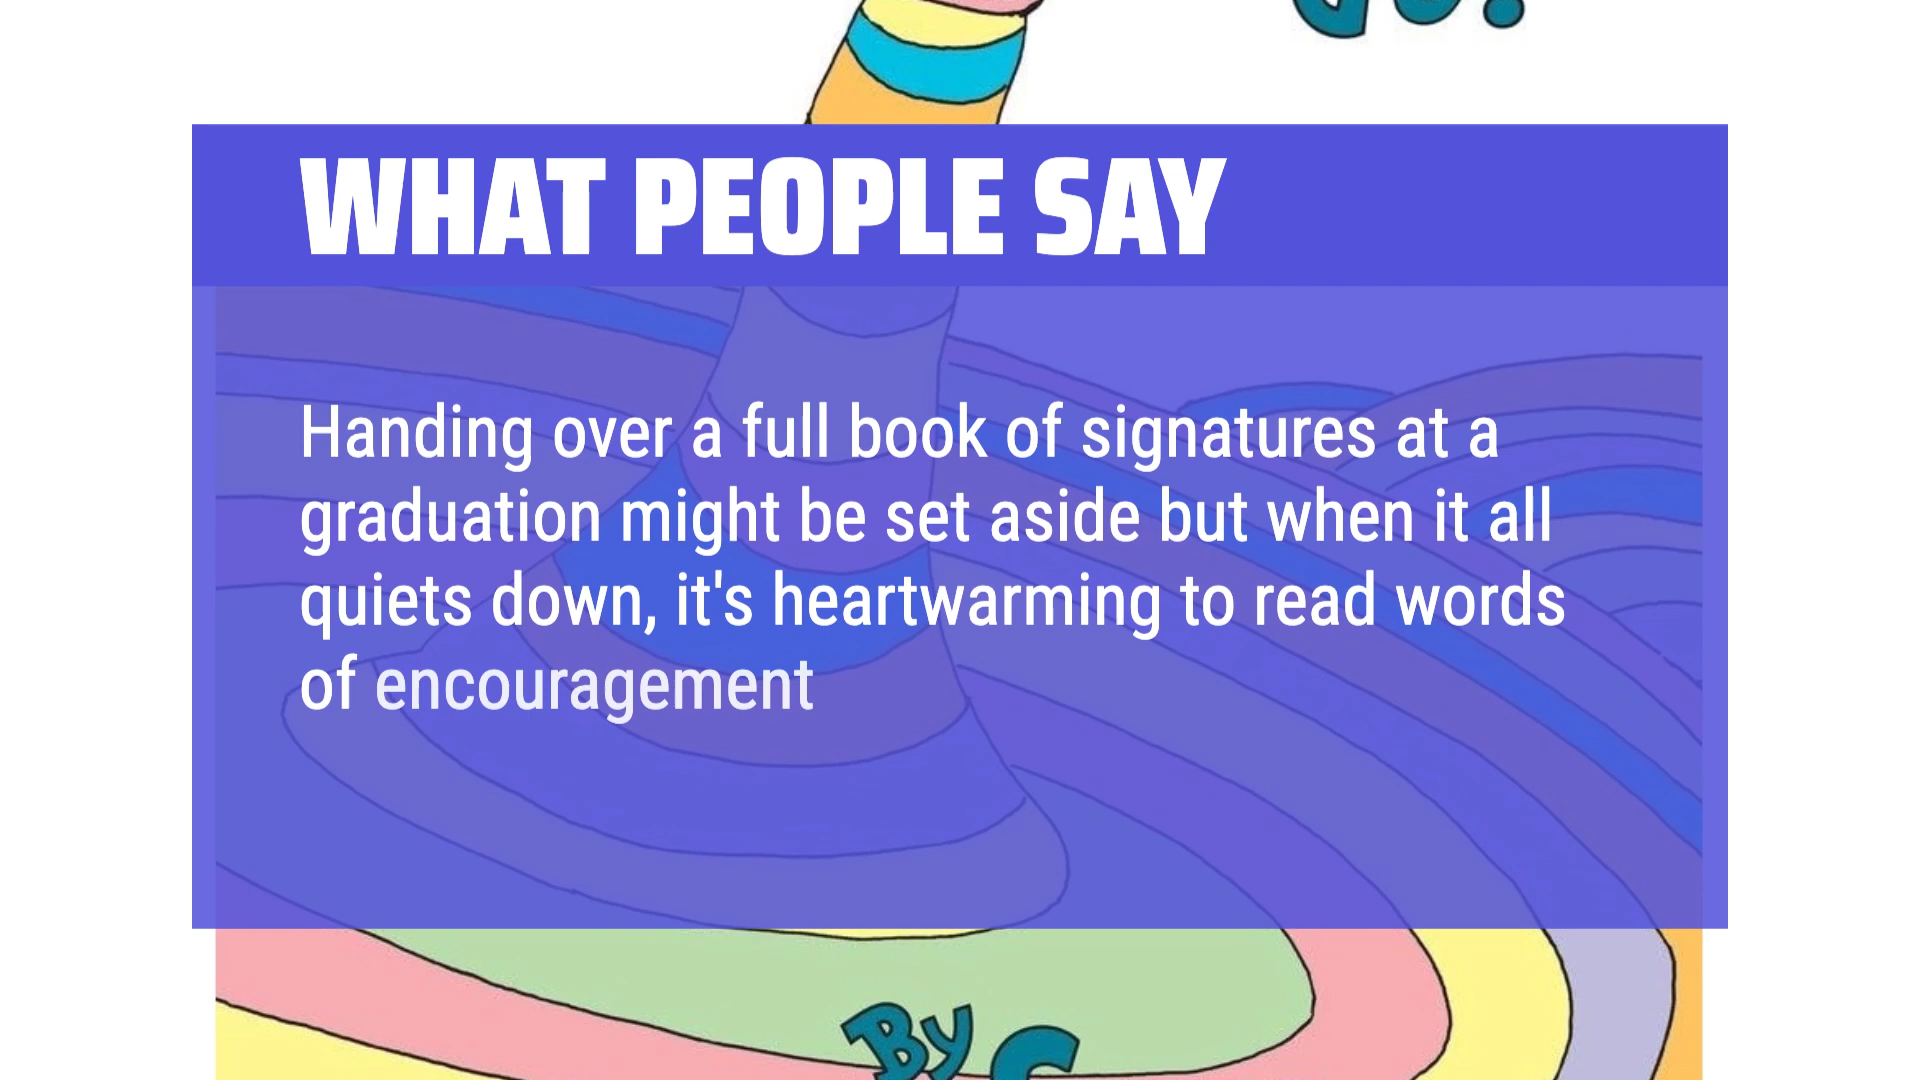 WHAT PEOPLE SAY
Handing over a full book of signatures at a
graduation might be set aside but when it all
quiets down, it's heartwarming to read words
of encouragement
By